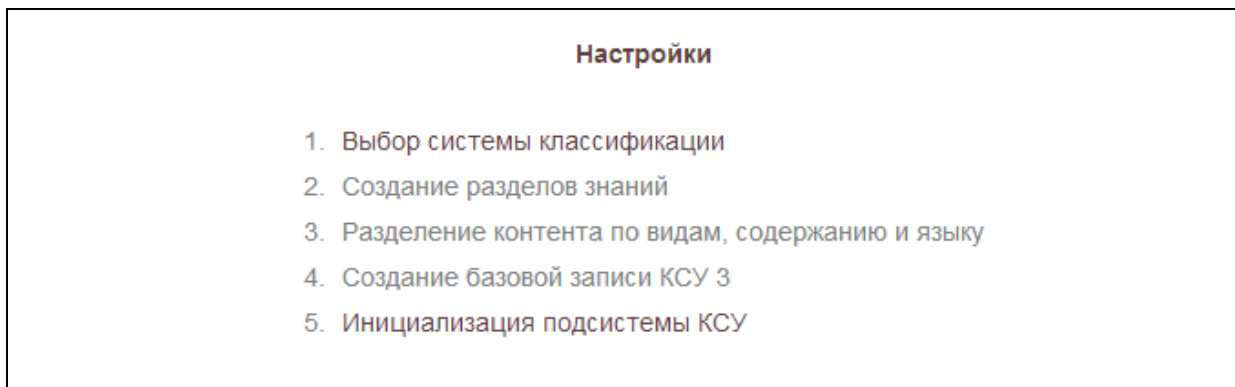 Настройки
1. Выбор системы классификации
2. Создание разделов знаний
3. Разделение контента по видам, содержанию и языку
4. Создание базовой записи КСУ 3
5. Инициализация подсистемы КСУ